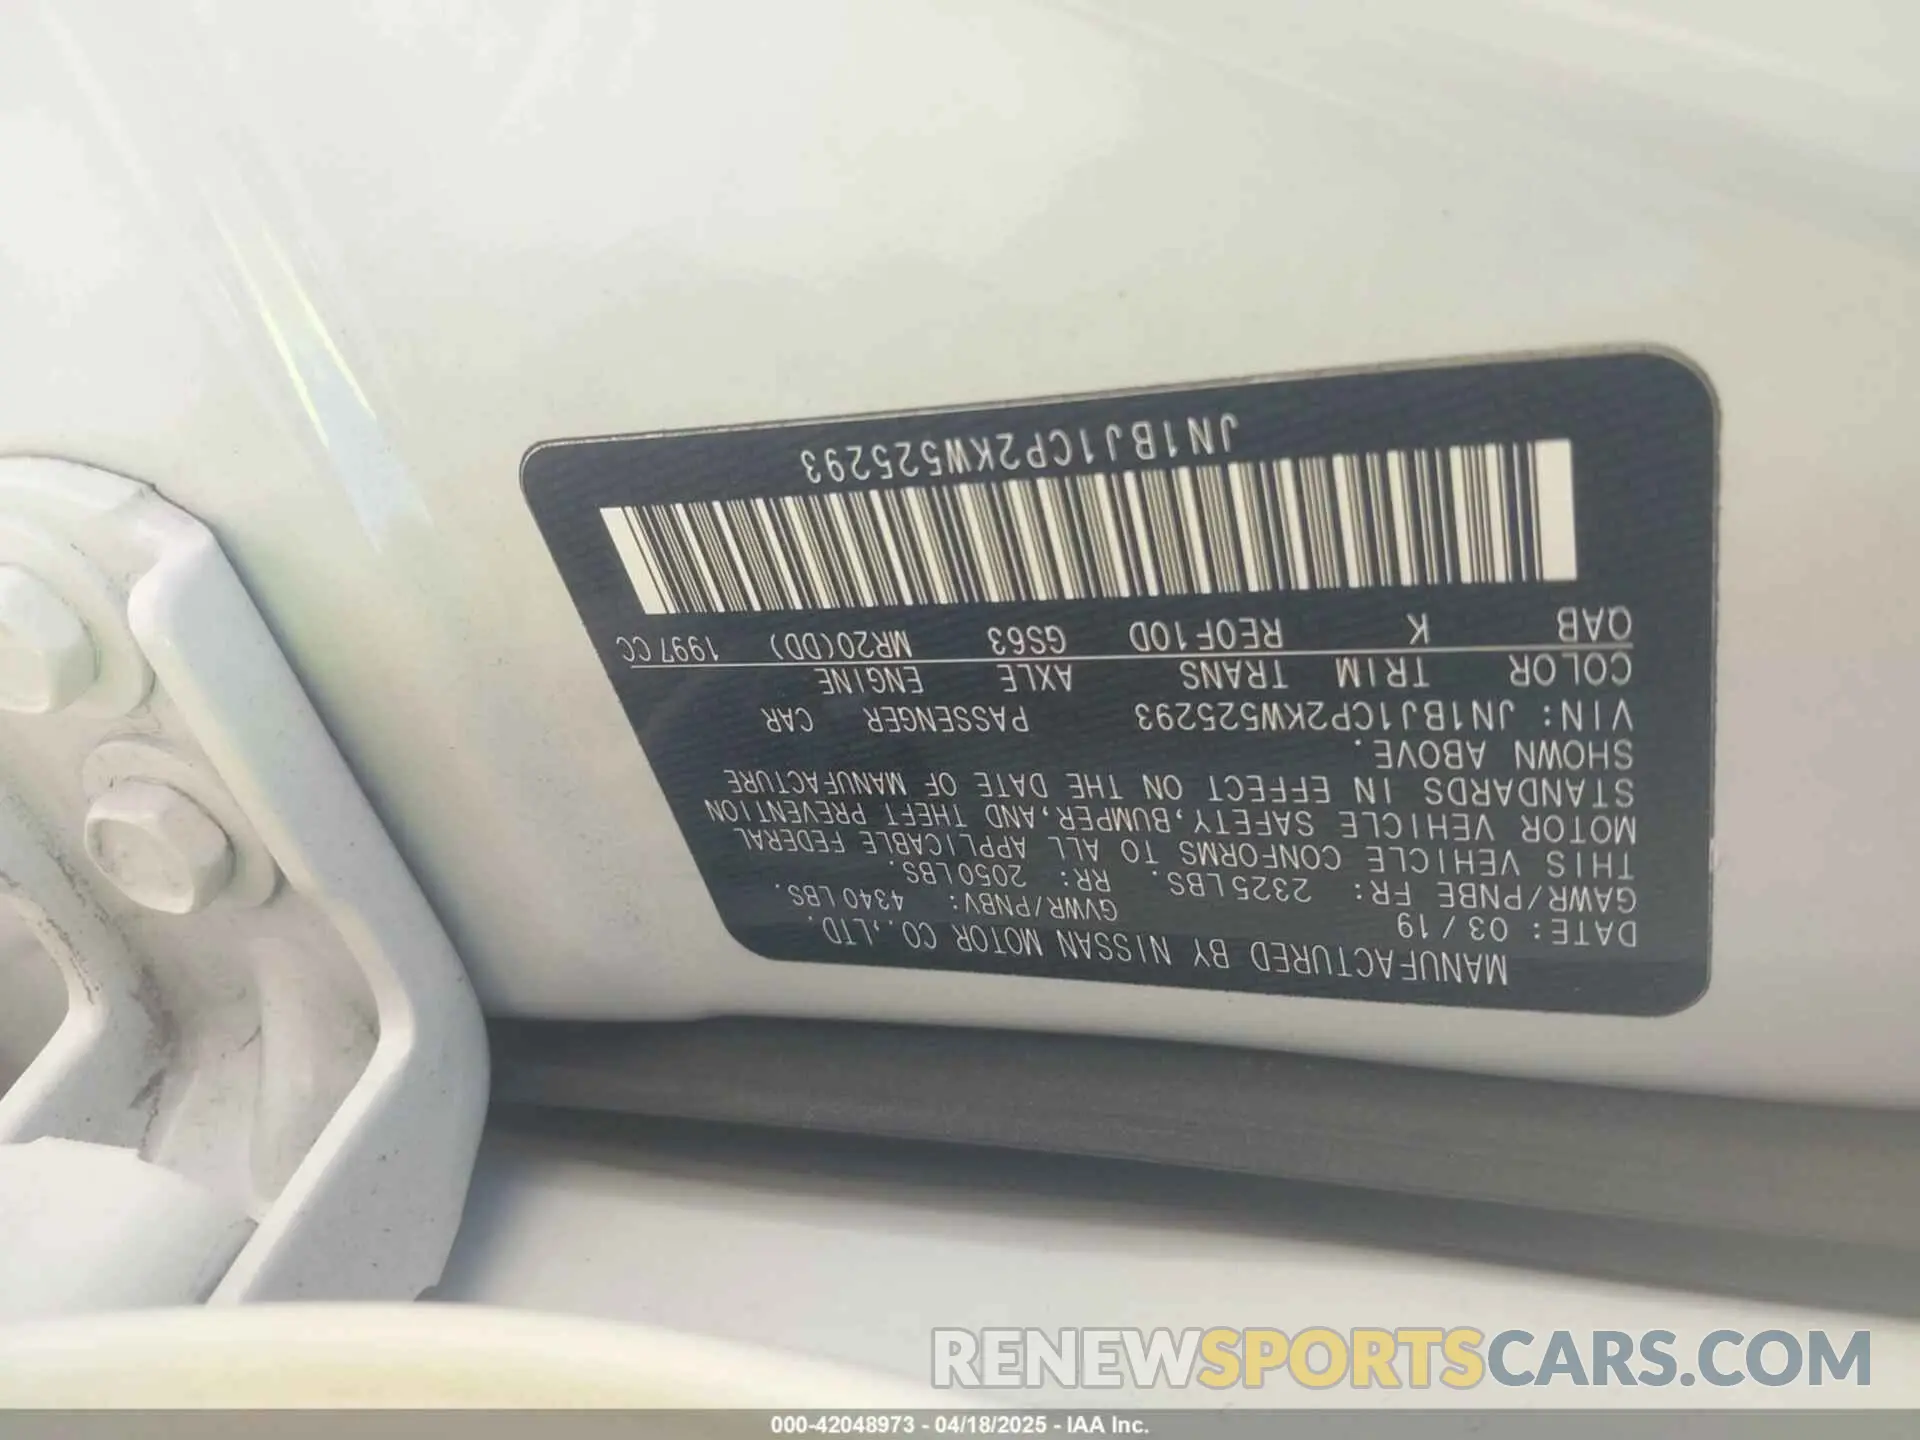 MANUFACTURED BY NISSAN MOTOR CO.,LTD.
DATE: 03/19 GVWR/PNBV: 4340LBS.
GAWR/PNBE FR: 2325LBS. RR: 2050LBS.
THIS VEHICLE CONFORMS TO ALL APPLICABLE FEDERAL
MOTOR VEHICLE SAFETY,BUMPER,AND THEFT PREVENTION
STANDARDS IN EFFECT ON THE DATE OF MANUFACTURE
SHOWN ABOVE.
VIN: JN1BJ1CP2KW525293 PASSENGER CAR
COLOR TRIM TRANS AXLE ENGINE
QAB K RE0F10D GS63 MR20(DD) 1997CC
JN1BJ1CP2KW525293
RENEWSPORTSCARS.COM
000-42048973 - 04/18/2025 - IAA Inc.